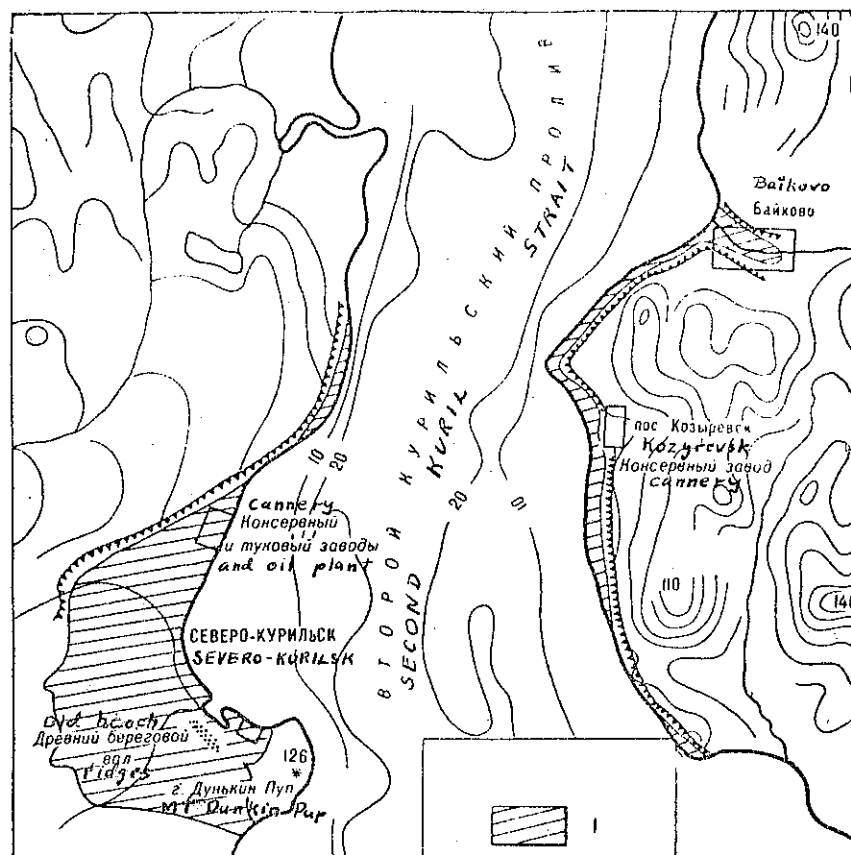 140
Baĭkovo
Байково
ВТОРОЙ КУРИЛЬСКИЙ ПРОЛИВ
SECOND KURIL STRAIT
10
20
20
10
пос Козыревск
Kozyrevsk
Консервный завод
cannery
Cannery
Консервный
и туковый заводы
and oil plant
110
140
СЕВЕРО-КУРИЛЬСК
SEVERO-KURILSK
Old beach
Древний береговой
вал
ridges
126
г. Дунькин Пуп
MT Dunkin-Pup
1